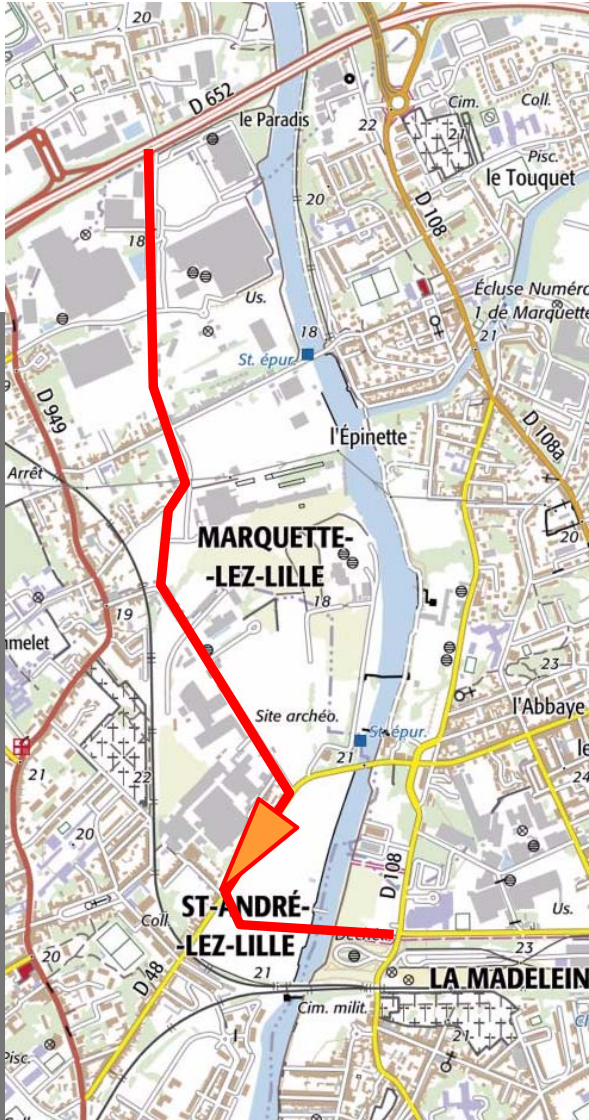 20
D 652
le Paradis
22
Cim.
Coll.
21
Pisc.
le Touquet
20
D 108
18
Us.
Écluse Numéro
1 de Marquette
21
18
St. épur.
D 949
l'Épinette
D 108a
Arrêt
20
MARQUETTE-
-LEZ-LILLE
18
19
23
mmelet
l'Abbaye
Site archéo.
St. épur.
le
21
21
22
24
20
D 108
ST-ANDRÉ-
-LEZ-LILLE
Coll.
Us.
23
20
D 48
21
LA MADELEIN
Cim. milit.
21
Pisc.
Coll.